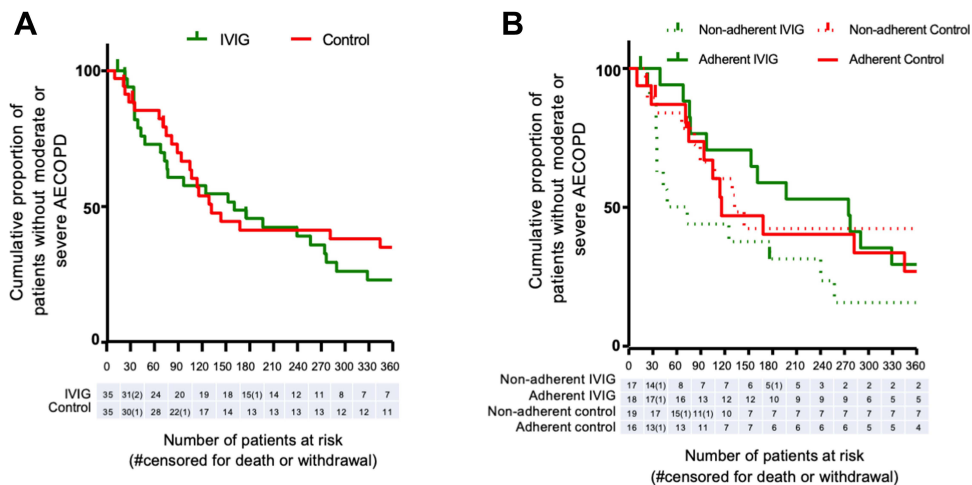 A
IVIG Control
Cumulative proportion of
patients without moderate or
severe AECOPD
100
50
0
0 30 60 90 120 150 180 210 240 270 300 330 360
IVIG 35 31(2) 24 20 19 18 15(1) 14 12 11 8 7 7
Control 35 30(1) 28 22(1) 17 14 13 13 13 13 12 12 11
Number of patients at risk
(#censored for death or withdrawal)
B
Non-adherent IVIG Non-adherent Control
Adherent IVIG Adherent Control
Cumulative proportion of
patients without moderate or
severe AECOPD
100
50
0
0 30 60 90 120 150 180 210 240 270 300 330 360
Non-adherent IVIG 17 14(1) 8 7 7 6 5(1) 5 3 2 2 2 2
Adherent IVIG 18 17(1) 16 13 12 12 10 9 9 9 6 5 5
Non-adherent control 19 17 15(1) 11(1) 10 7 7 7 7 7 7 7 7
Adherent control 16 13(1) 13 11 7 7 6 6 6 6 5 5 4
Number of patients at risk
(#censored for death or withdrawal)